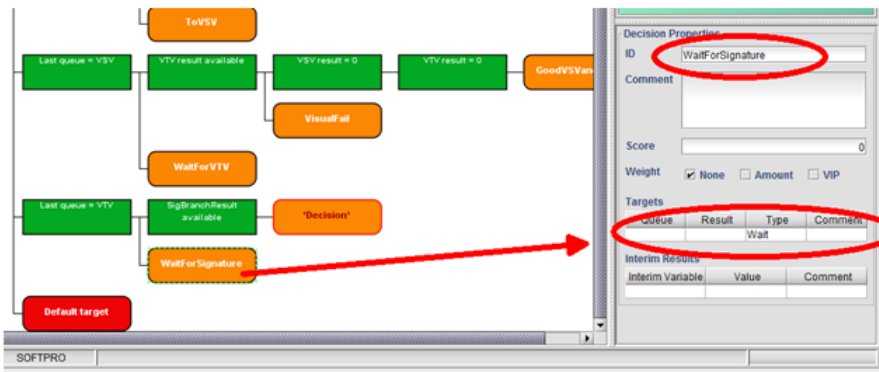 ToVSV
Last queue = VSV
VTV result available
VSV result = 0
VTV result = 0
GoodVSVan
VisualFail
WaitForVTV
Last queue = VTV
SigBranchResult
available
*Decision*
WaitForSignature
Default target
SOFTPRO
Decision Properties
ID
WaitForSignature
Comment
Score
0
Weight
None
Amount
VIP
Targets
Queue
Result
Type
Comment
Wait
Interim Results
Interim Variable
Value
Comment